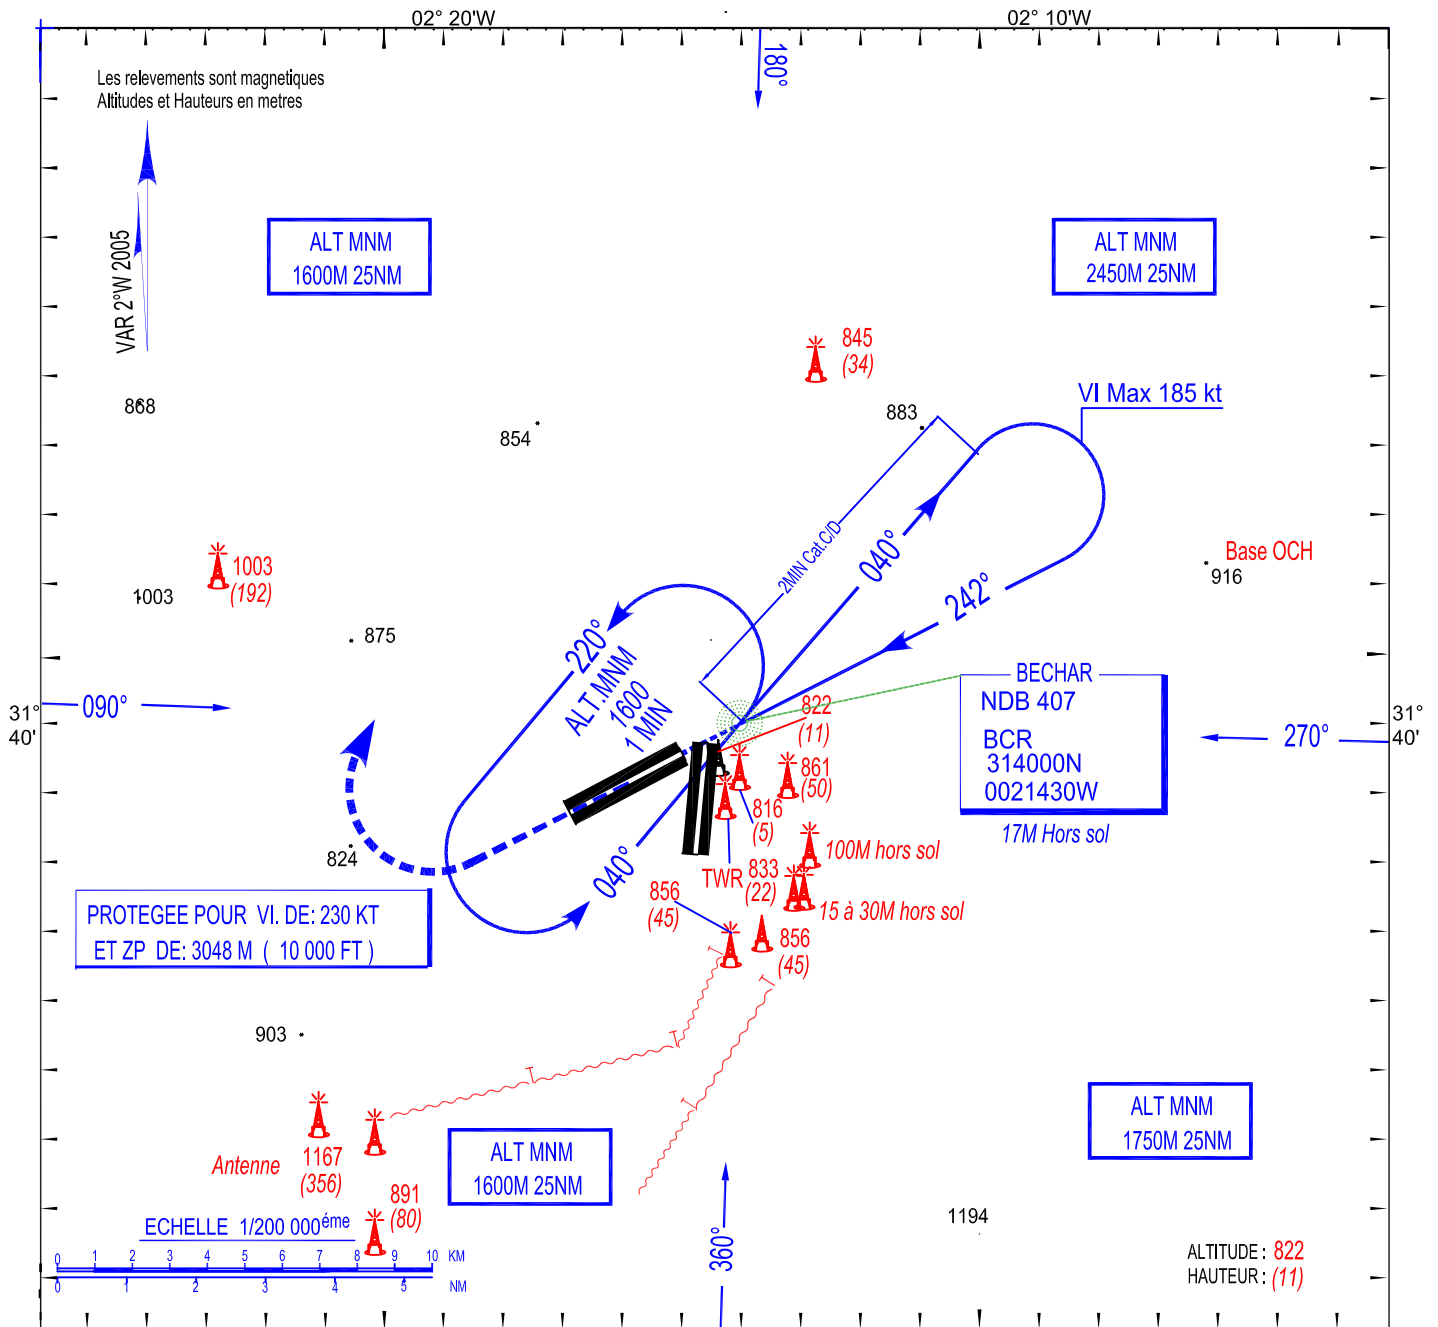 02° 20'W
02° 10'W
Les relevements sont magnetiques
Altitudes et Hauteurs en metres
180°
VAR 2°W 2005
ALT MNM
1600M 25NM
ALT MNM
2450M 25NM
845
(34)
VI Max 185 kt
868
854
883
2MIN Cat.C/D
040°
242°
Base OCH
916
1003
(192)
1003
875
220°
ALT.MNM
1600
1 MIN
BECHAR
NDB 407
BCR
314000N
0021430W
17M Hors sol
31°
40'
090°
31°
40'
270°
822
(11)
861
(50)
816
(5)
100M hors sol
824
040°
TWR
833
(22)
15 à 30M hors sol
856
(45)
856
(45)
PROTEGEE POUR VI. DE: 230 KT
ET ZP DE: 3048 M ( 10 000 FT )
903
Antenne
1167
(356)
891
(80)
ALT MNM
1600M 25NM
ALT MNM
1750M 25NM
360°
1194
ECHELLE 1/200 000éme
0 1 2 3 4 5 6 7 8 9 10 KM
0 1 2 3 4 5 NM
ALTITUDE : 822
HAUTEUR : (11)